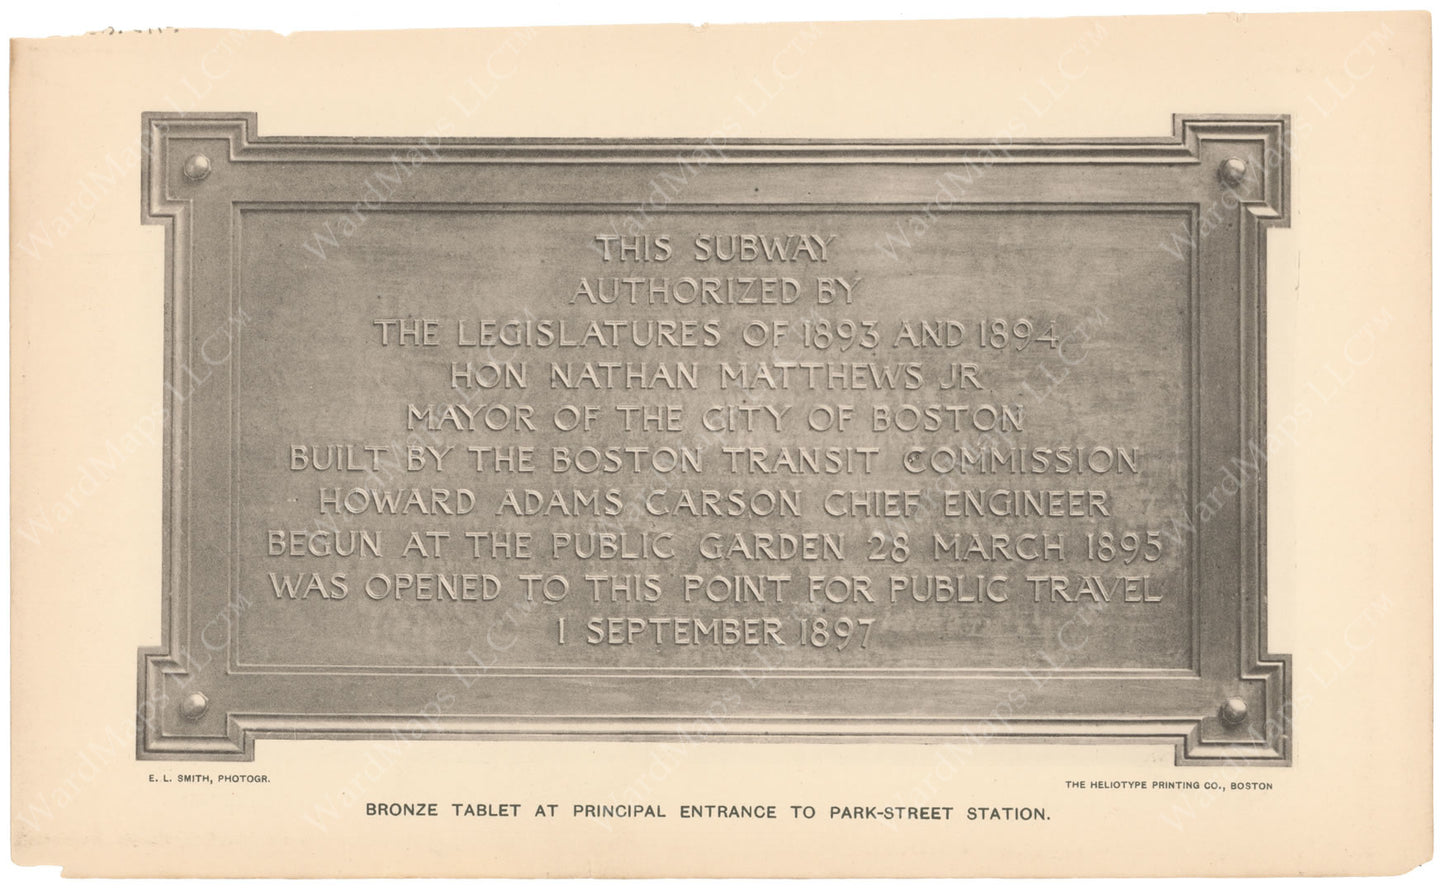 THIS SUBWAY
AUTHORIZED BY
THE LEGISLATURES OF 1893 AND 1894
HON NATHAN MATTHEWS JR
MAYOR OF THE CITY OF BOSTON
BUILT BY THE BOSTON TRANSIT COMMISSION
HOWARD ADAMS CARSON CHIEF ENGINEER
BEGUN AT THE PUBLIC GARDEN 28 MARCH 1895
WAS OPENED TO THIS POINT FOR PUBLIC TRAVEL
1 SEPTEMBER 1897
E. L. SMITH, PHOTOGR.
THE HELIOTYPE PRINTING CO., BOSTON
BRONZE TABLET AT PRINCIPAL ENTRANCE TO PARK-STREET STATION.
WardMaps LLC™